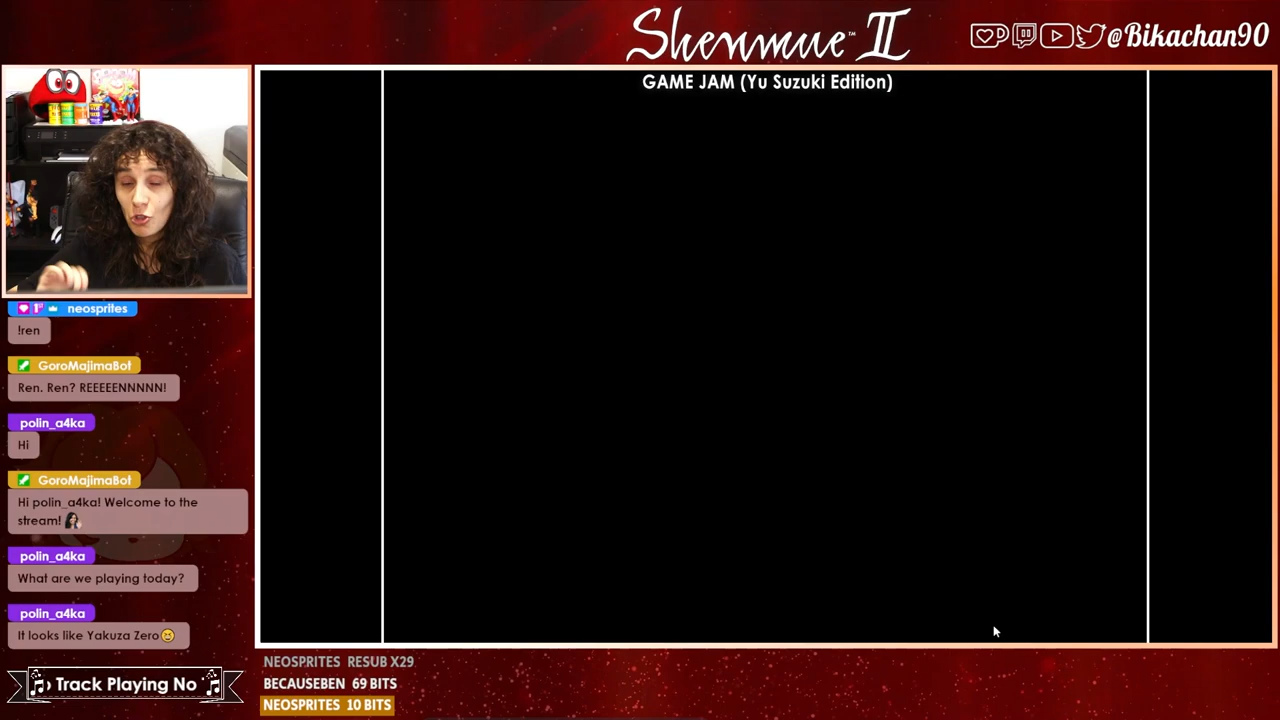 Shenmue™ II
@Bikachan90
GAME JAM (Yu Suzuki Edition)
neosprites
!ren
GoroMajimaBot
Ren. Ren? REEEEENNNNN!
polin_a4ka
Hi
GoroMajimaBot
Hi polin_a4ka! Welcome to the
stream!
polin_a4ka
What are we playing today?
polin_a4ka
It looks like Yakuza Zero
Track Playing No
NEOSPRITES RESUB X29
BECAUSEBEN 69 BITS
NEOSPRITES 10 BITS